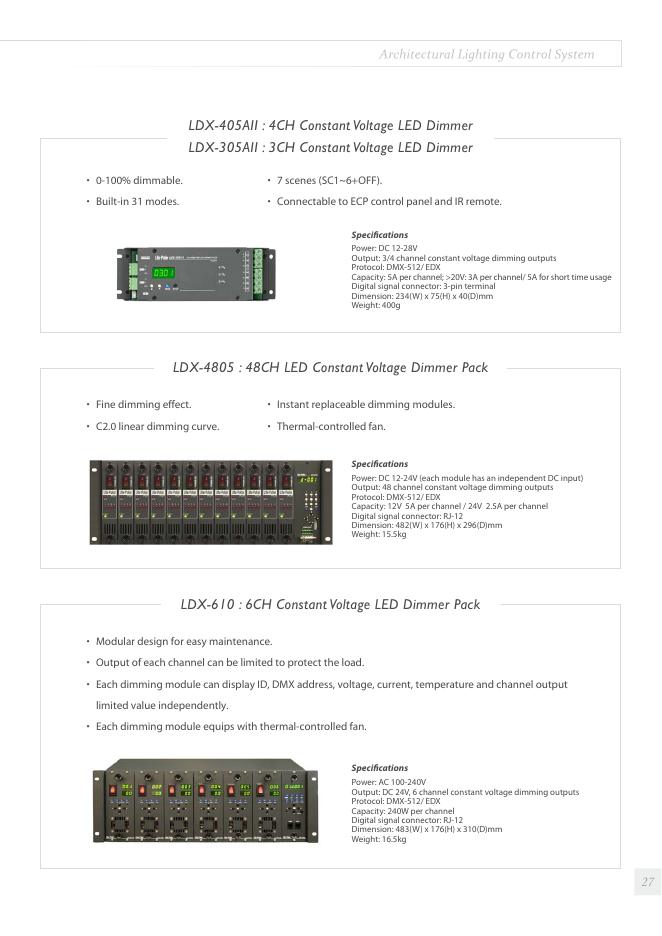 Architectural Lighting Control System
LDX-405AII : 4CH Constant Voltage LED Dimmer
LDX-305AII : 3CH Constant Voltage LED Dimmer
• 0-100% dimmable.
• 7 scenes (SC1~6+OFF).
• Built-in 31 modes.
• Connectable to ECP control panel and IR remote.
Specifications
Power: DC 12-28V
Output: 3/4 channel constant voltage dimming outputs
Protocol: DMX-512/ EDX
Capacity: 5A per channel; >20V: 3A per channel/ 5A for short time usage
Digital signal connector: 3-pin terminal
Dimension: 234(W) x 75(H) x 40(D)mm
Weight: 400g
LDX-4805 : 48CH LED Constant Voltage Dimmer Pack
• Fine dimming effect.
• Instant replaceable dimming modules.
• C2.0 linear dimming curve.
• Thermal-controlled fan.
Specifications
Power: DC 12-24V (each module has an independent DC input)
Output: 48 channel constant voltage dimming outputs
Protocol: DMX-512/ EDX
Capacity: 12V 5A per channel / 24V 2.5A per channel
Digital signal connector: RJ-12
Dimension: 482(W) x 176(H) x 296(D)mm
Weight: 15.5kg
LDX-610 : 6CH Constant Voltage LED Dimmer Pack
• Modular design for easy maintenance.
• Output of each channel can be limited to protect the load.
• Each dimming module can display ID, DMX address, voltage, current, temperature and channel output
limited value independently.
• Each dimming module equips with thermal-controlled fan.
Specifications
Power: AC 100-240V
Output: DC 24V, 6 channel constant voltage dimming outputs
Protocol: DMX-512/ EDX
Capacity: 240W per channel
Digital signal connector: RJ-12
Dimension: 483(W) x 176(H) x 310(D)mm
Weight: 16.5kg
27